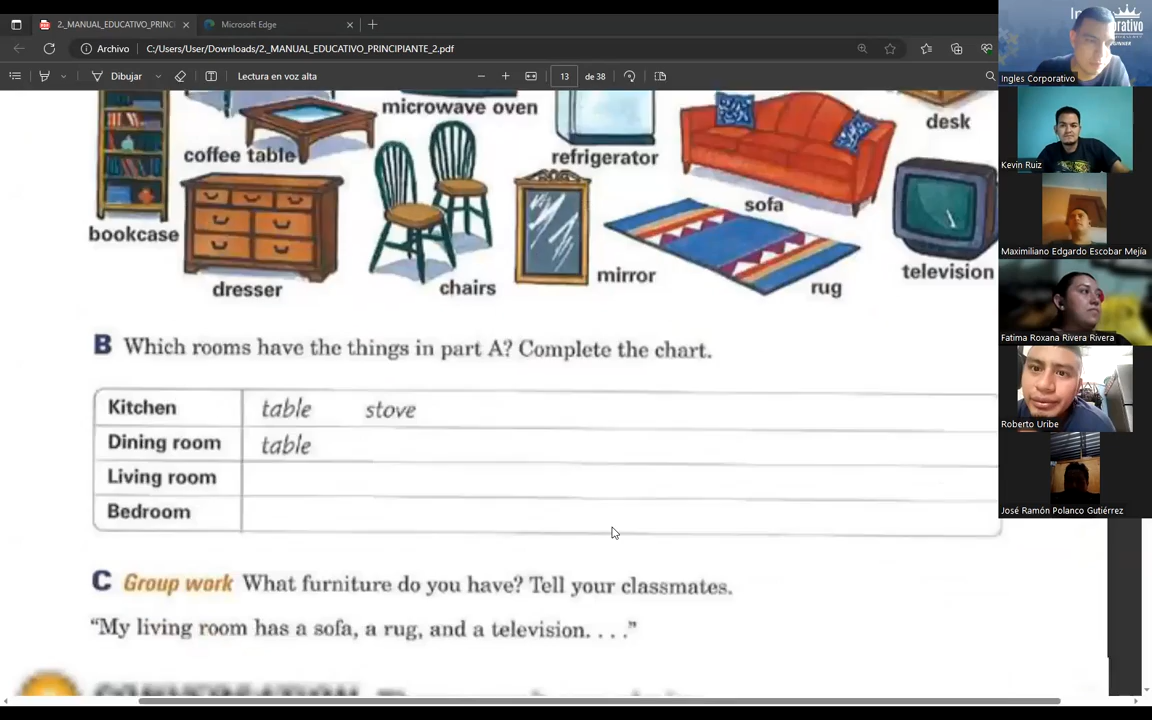 2._MANUAL_EDUCATIVO_PRINCI
Microsoft Edge
Archivo
C:/Users/User/Downloads/2._MANUAL_EDUCATIVO_PRINCIPIANTE_2.pdf
Dibujar
Lectura en voz alta
13 de 38
microwave oven
desk
coffee table
refrigerator
sofa
bookcase
television
mirror
dresser
chairs
rug
B Which rooms have the things in part A? Complete the chart.
Kitchen table stove
Dining room table
Living room
Bedroom
C Group work What furniture do you have? Tell your classmates.
“My living room has a sofa, a rug, and a television. . . .”
Ingles Corporativo
Kevin Ruiz
Maximiliano Edgardo Escobar Mejía
Fatima Roxana Rivera Rivera
Roberto Uribe
José Ramón Polanco Gutiérrez